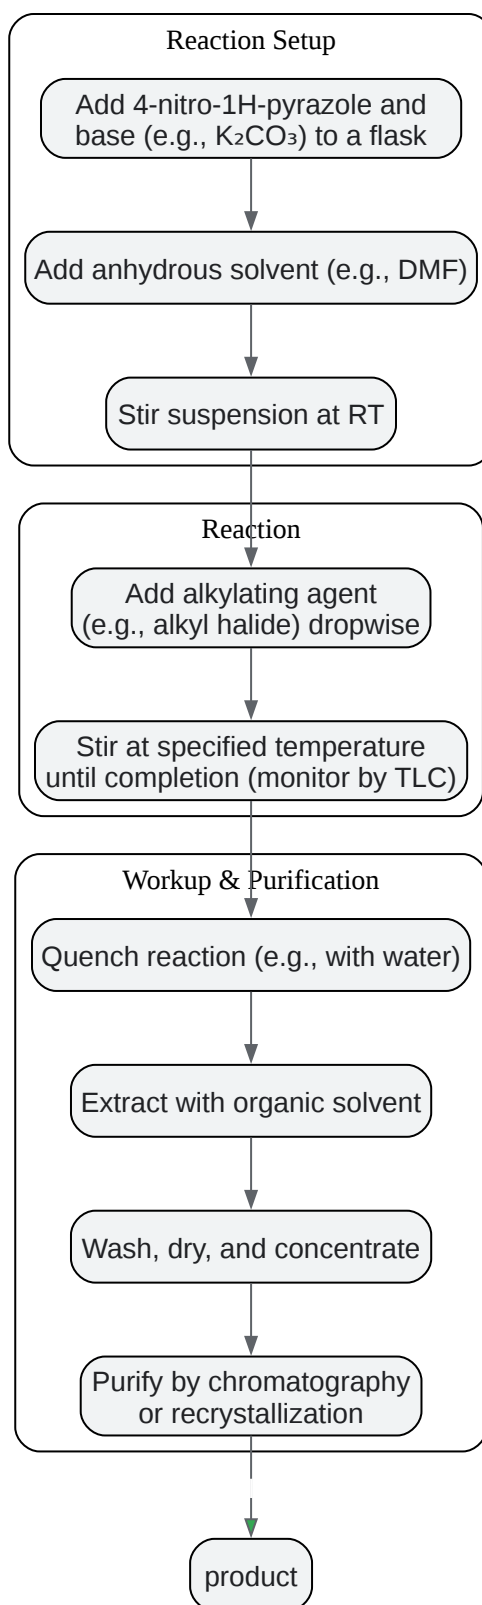 Reaction Setup
Add 4-nitro-1H-pyrazole and
base (e.g., K₂CO₃) to a flask
Add anhydrous solvent (e.g., DMF)
Stir suspension at RT
Reaction
Add alkylating agent
(e.g., alkyl halide) dropwise
Stir at specified temperature
until completion (monitor by TLC)
Workup & Purification
Quench reaction (e.g., with water)
Extract with organic solvent
Wash, dry, and concentrate
Purify by chromatography
or recrystallization
product